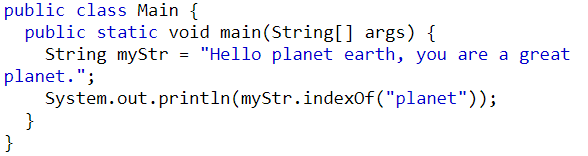 public class Main {
  public static void main(String[] args) {
    String myStr = "Hello planet earth, you are a great
planet.";
    System.out.println(myStr.indexOf("planet"));
  }
}